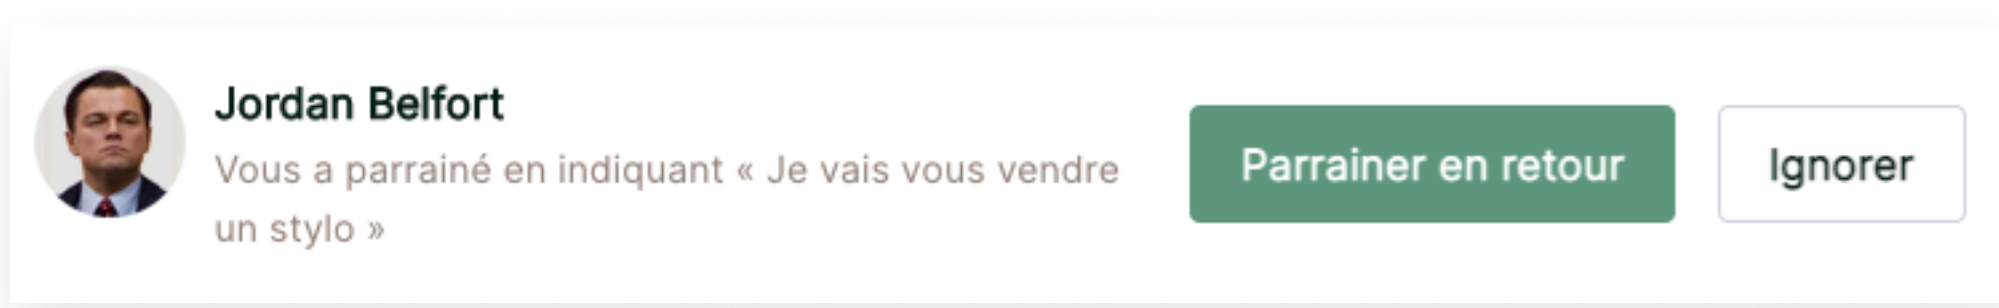 Jordan Belfort
Vous a parrainé en indiquant « Je vais vous vendre
un stylo »
Parrainer en retour
Ignorer